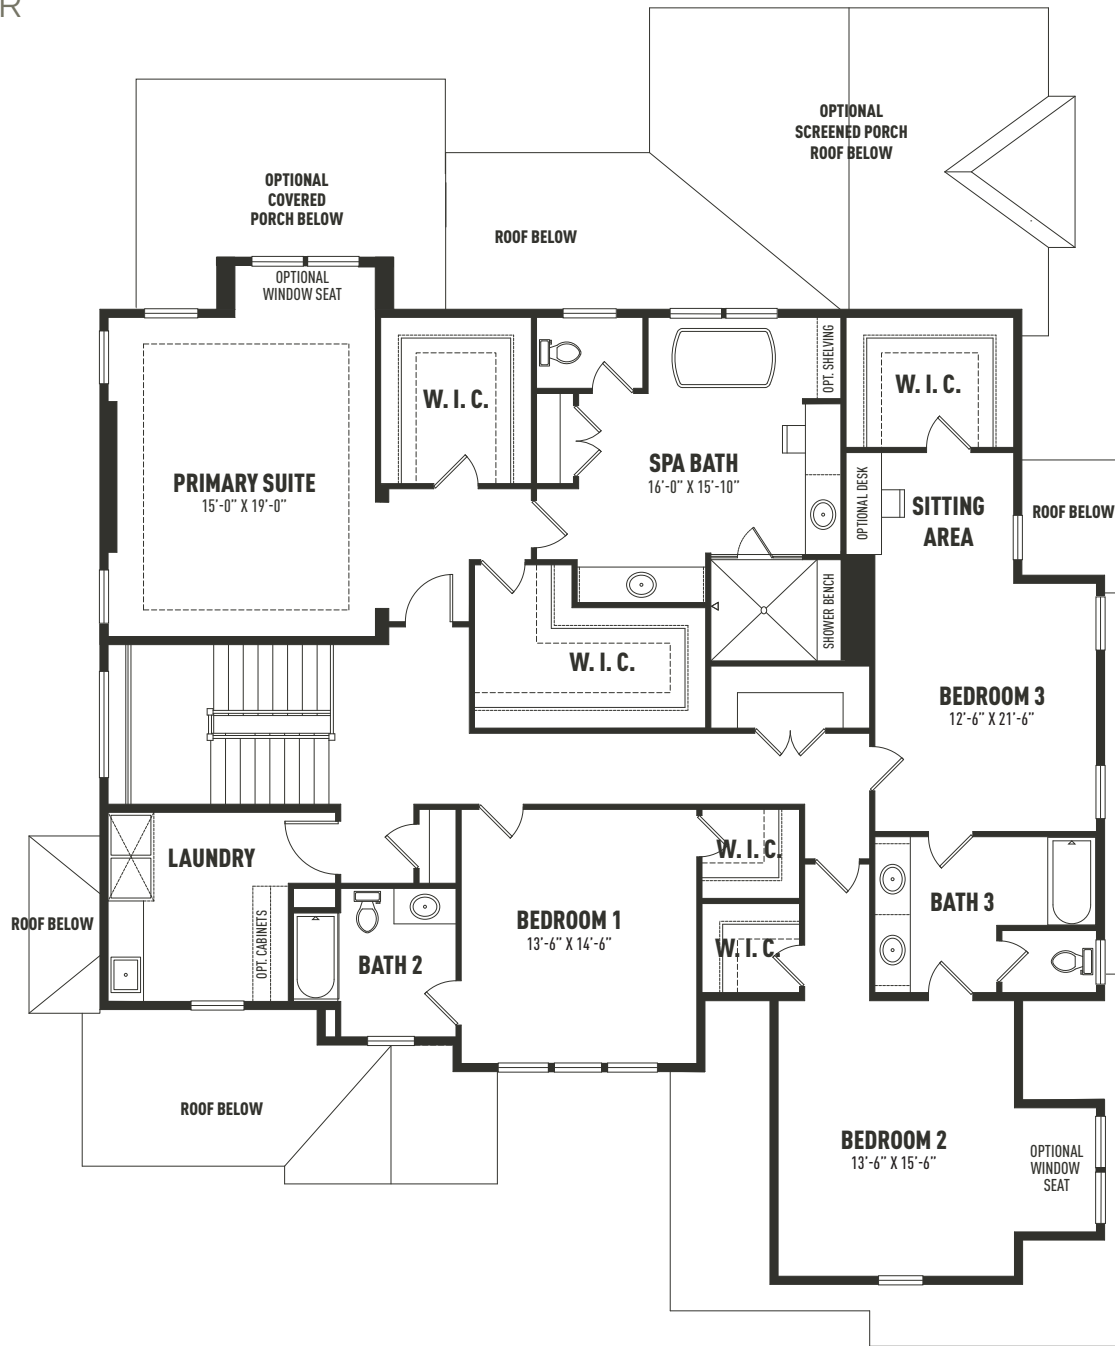 R
OPTIONAL
SCREENED PORCH
ROOF BELOW
OPTIONAL
COVERED
PORCH BELOW
ROOF BELOW
OPTIONAL
WINDOW SEAT
W. I. C.
OPT. SHELVING
W. I. C.
PRIMARY SUITE
15'-0" X 19'-0"
SPA BATH
16'-0" X 15'-10"
OPTIONAL DESK
SITTING
AREA
ROOF BELOW
SHOWER BENCH
W. I. C.
BEDROOM 3
12'-6" X 21'-6"
LAUNDRY
W. I. C.
ROOF BELOW
OPT. CABINETS
BATH 2
BEDROOM 1
13'-6" X 14'-6"
W. I. C.
BATH 3
ROOF BELOW
BEDROOM 2
13'-6" X 15'-6"
OPTIONAL
WINDOW
SEAT